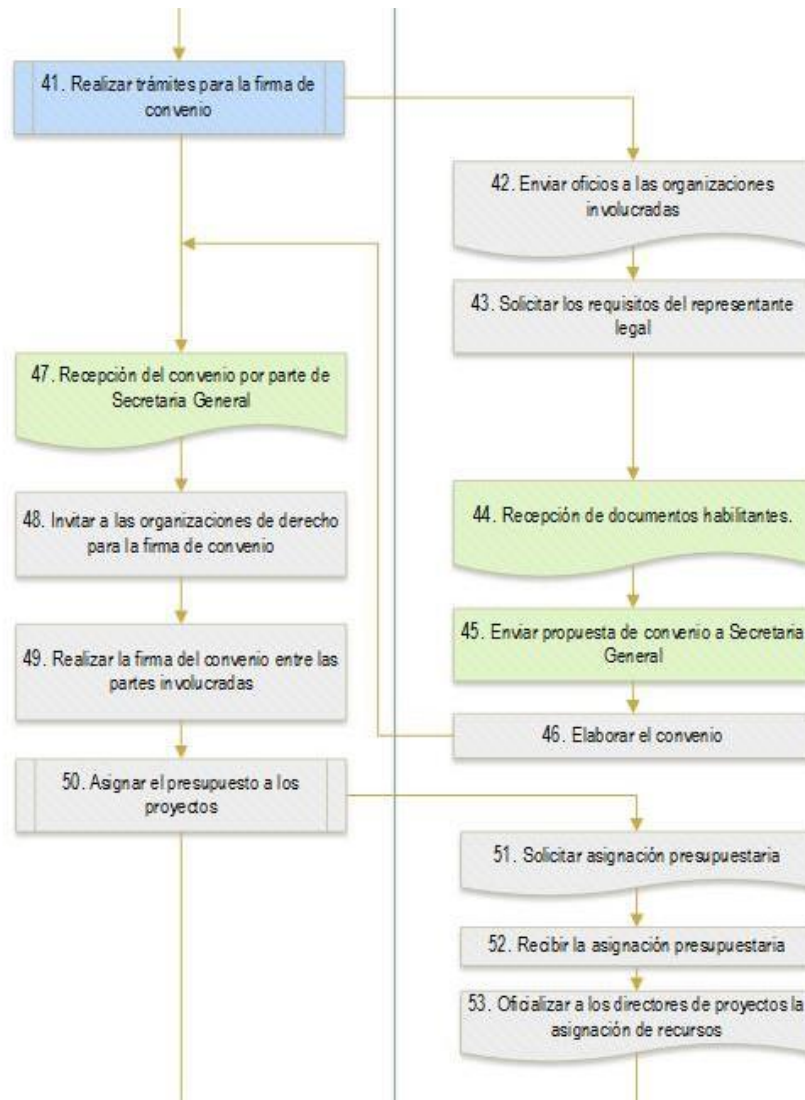 41. Realizar trámites para la firma de
convenio
42. Enviar oficios a las organizaciones
involucradas
43. Solicitar los requisitos del representante
legal
44. Recepción de documentos habilitantes.
45. Enviar propuesta de convenio a Secretaria
General
46. Elaborar el convenio
47. Recepción del convenio por parte de
Secretaria General
48. Invitar a las organizaciones de derecho
para la firma de convenio
49. Realizar la firma del convenio entre las
partes involucradas
50. Asignar el presupuesto a los
proyectos
51. Solicitar asignación presupuestaria
52. Recibir la asignación presupuestaria
53. Oficializar a los directores de proyectos la
asignación de recursos